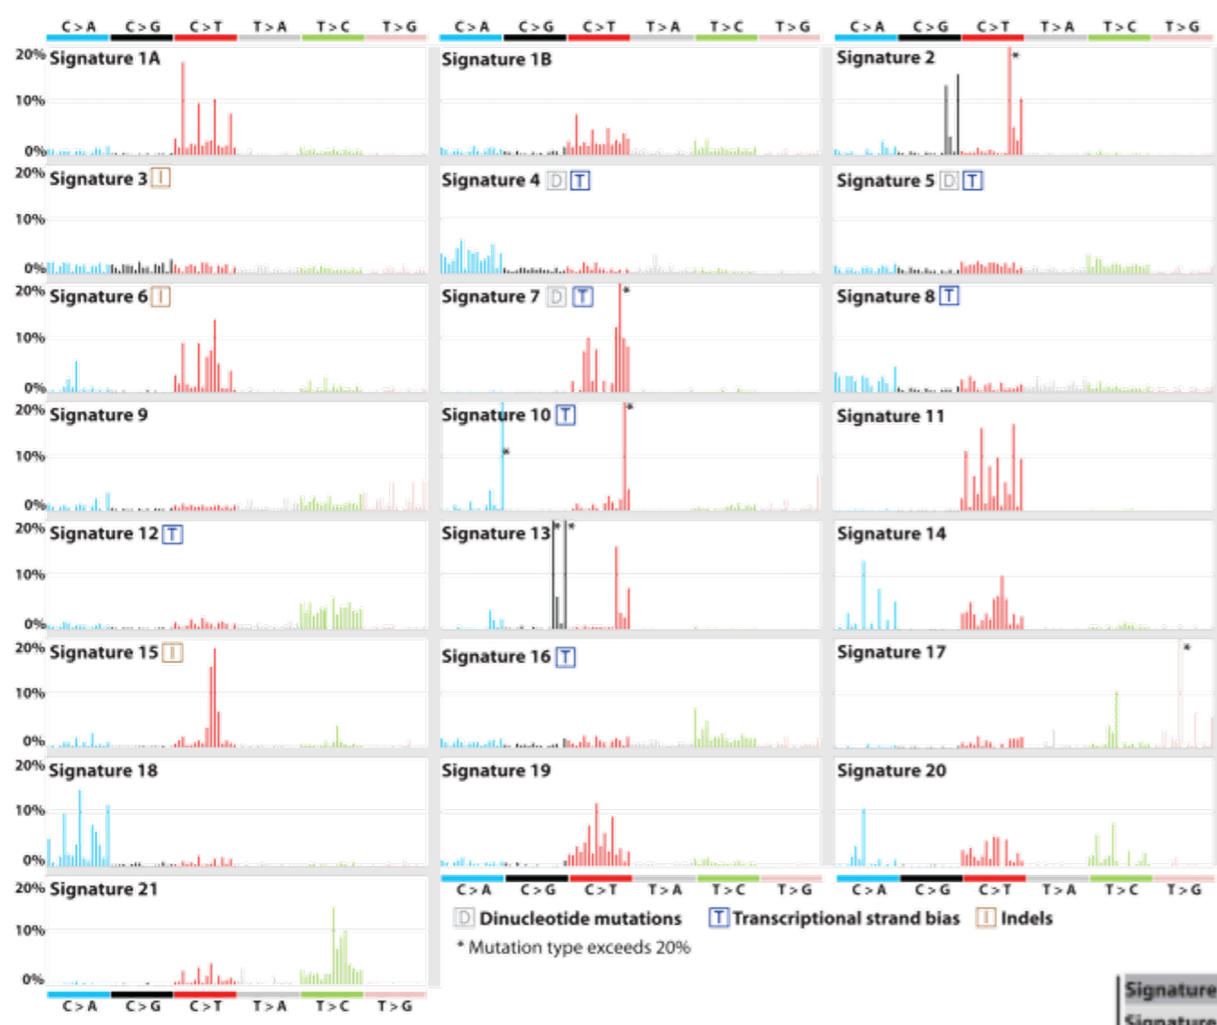 C > A C > G C > T T > A T > C T > G C > A C > G C > T T > A T > C T > G C > A C > G C > T T > A T > C T > G
20% Signature 1A Signature 1B Signature 2 *
10%
0%
20% Signature 3 I Signature 4 D T Signature 5 D T
10%
0%
20% Signature 6 I Signature 7 D T * Signature 8 T
10%
0%
20% Signature 9 Signature 10 T * Signature 11
10% *
0%
20% Signature 12 T Signature 13 * * Signature 14
10%
0%
20% Signature 15 I Signature 16 T Signature 17 *
10%
0%
20% Signature 18 Signature 19 Signature 20
10%
0%
C > A C > G C > T T > A T > C T > G C > A C > G C > T T > A T > C T > G
20% Signature 21
D Dinucleotide mutations T Transcriptional strand bias I Indels
10%
* Mutation type exceeds 20%
0%
C > A C > G C > T T > A T > C T > G
Signature
Signature